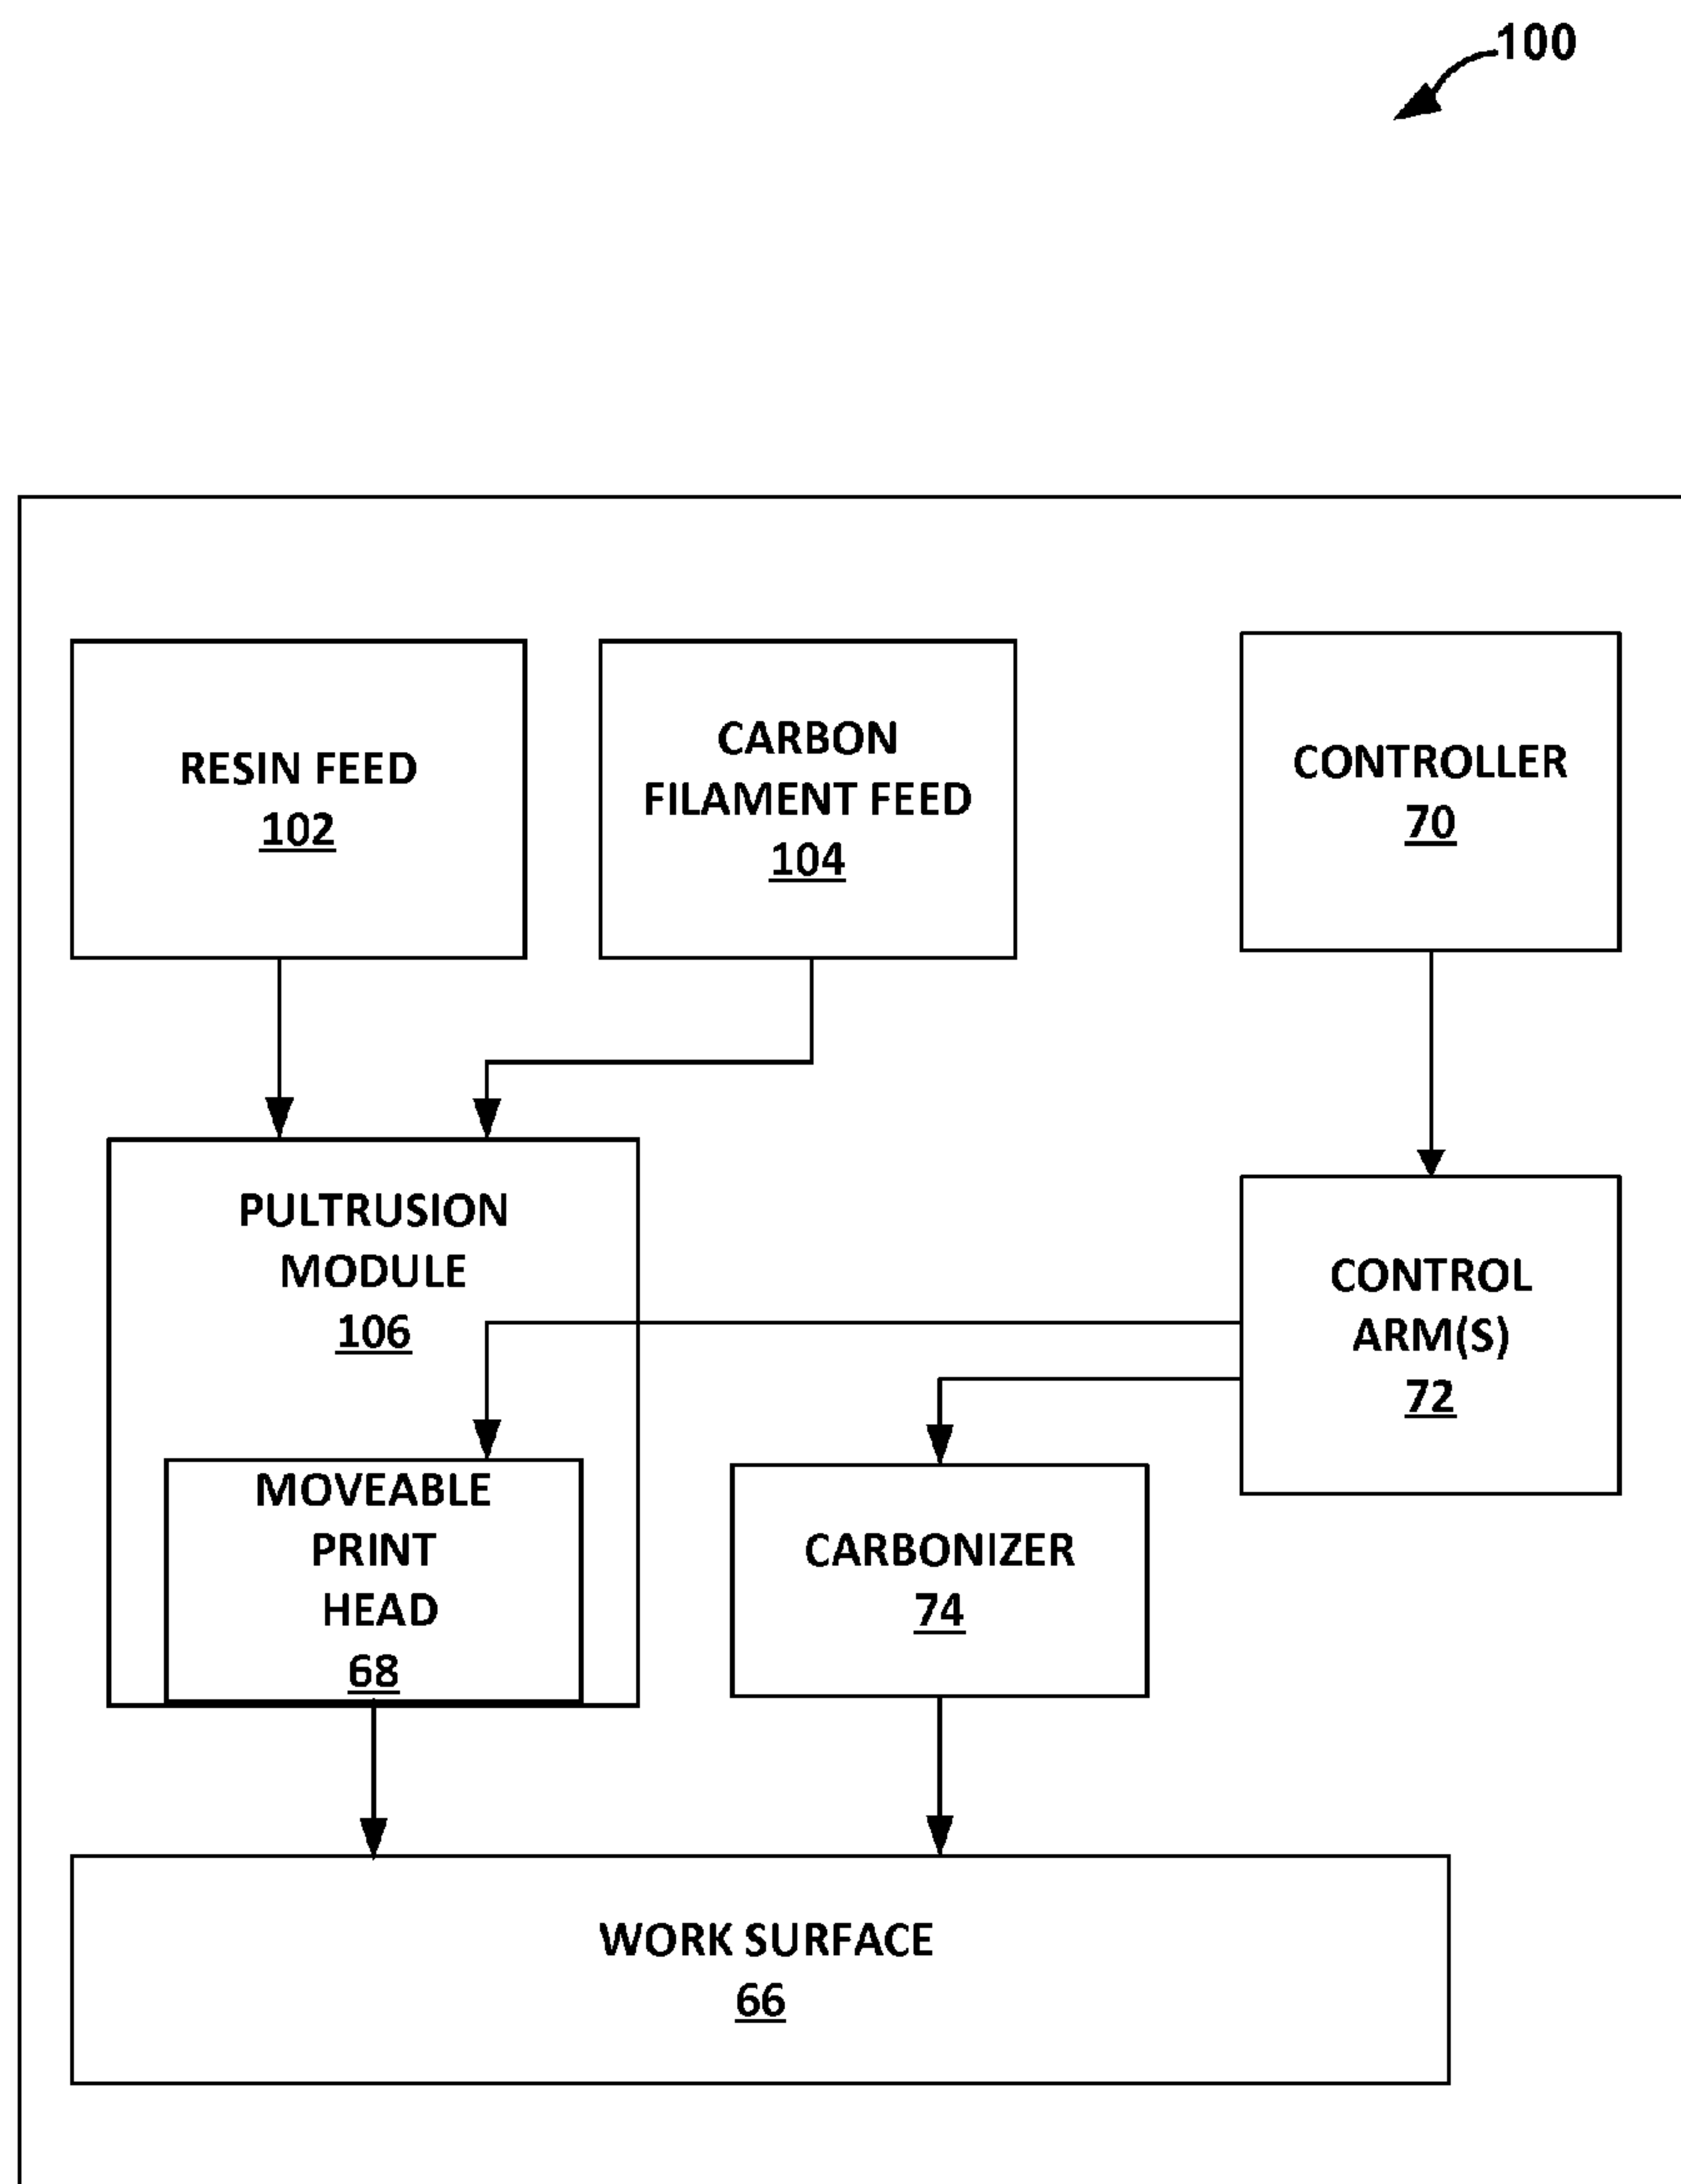 100
RESIN FEED
102
CARBON
FILAMENT FEED
104
CONTROLLER
70
PULTRUSION
MODULE
106
CONTROL
ARM(S)
72
MOVEABLE
PRINT
HEAD
68
CARBONIZER
74
WORK SURFACE
66